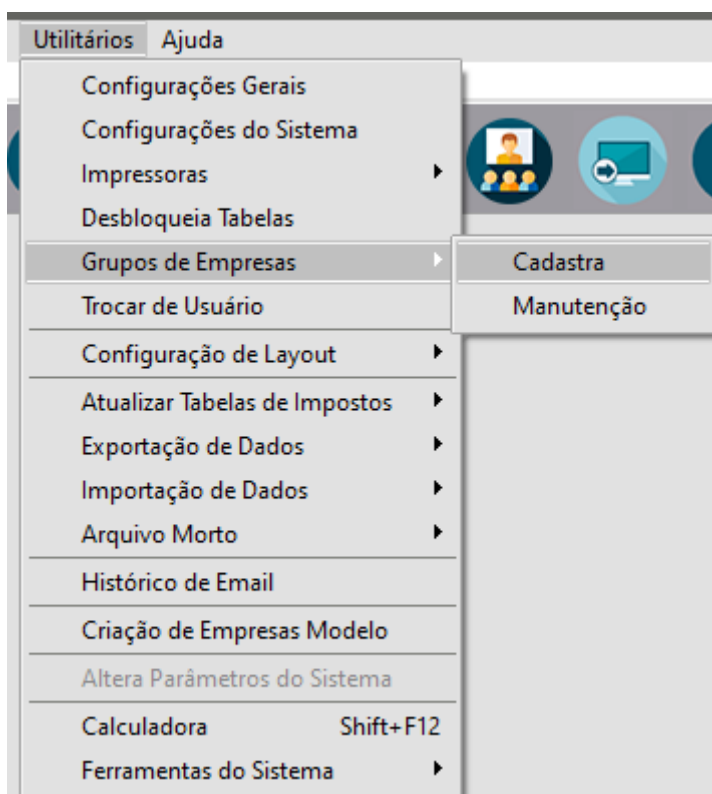 Utilitários Ajuda
Configurações Gerais
Configurações do Sistema
Impressoras
Desbloqueia Tabelas
Grupos de Empresas Cadastra
Trocar de Usuário Manutenção
Configuração de Layout
Atualizar Tabelas de Impostos
Exportação de Dados
Importação de Dados
Arquivo Morto
Histórico de Email
Criação de Empresas Modelo
Altera Parâmetros do Sistema
Calculadora Shift+F12
Ferramentas do Sistema